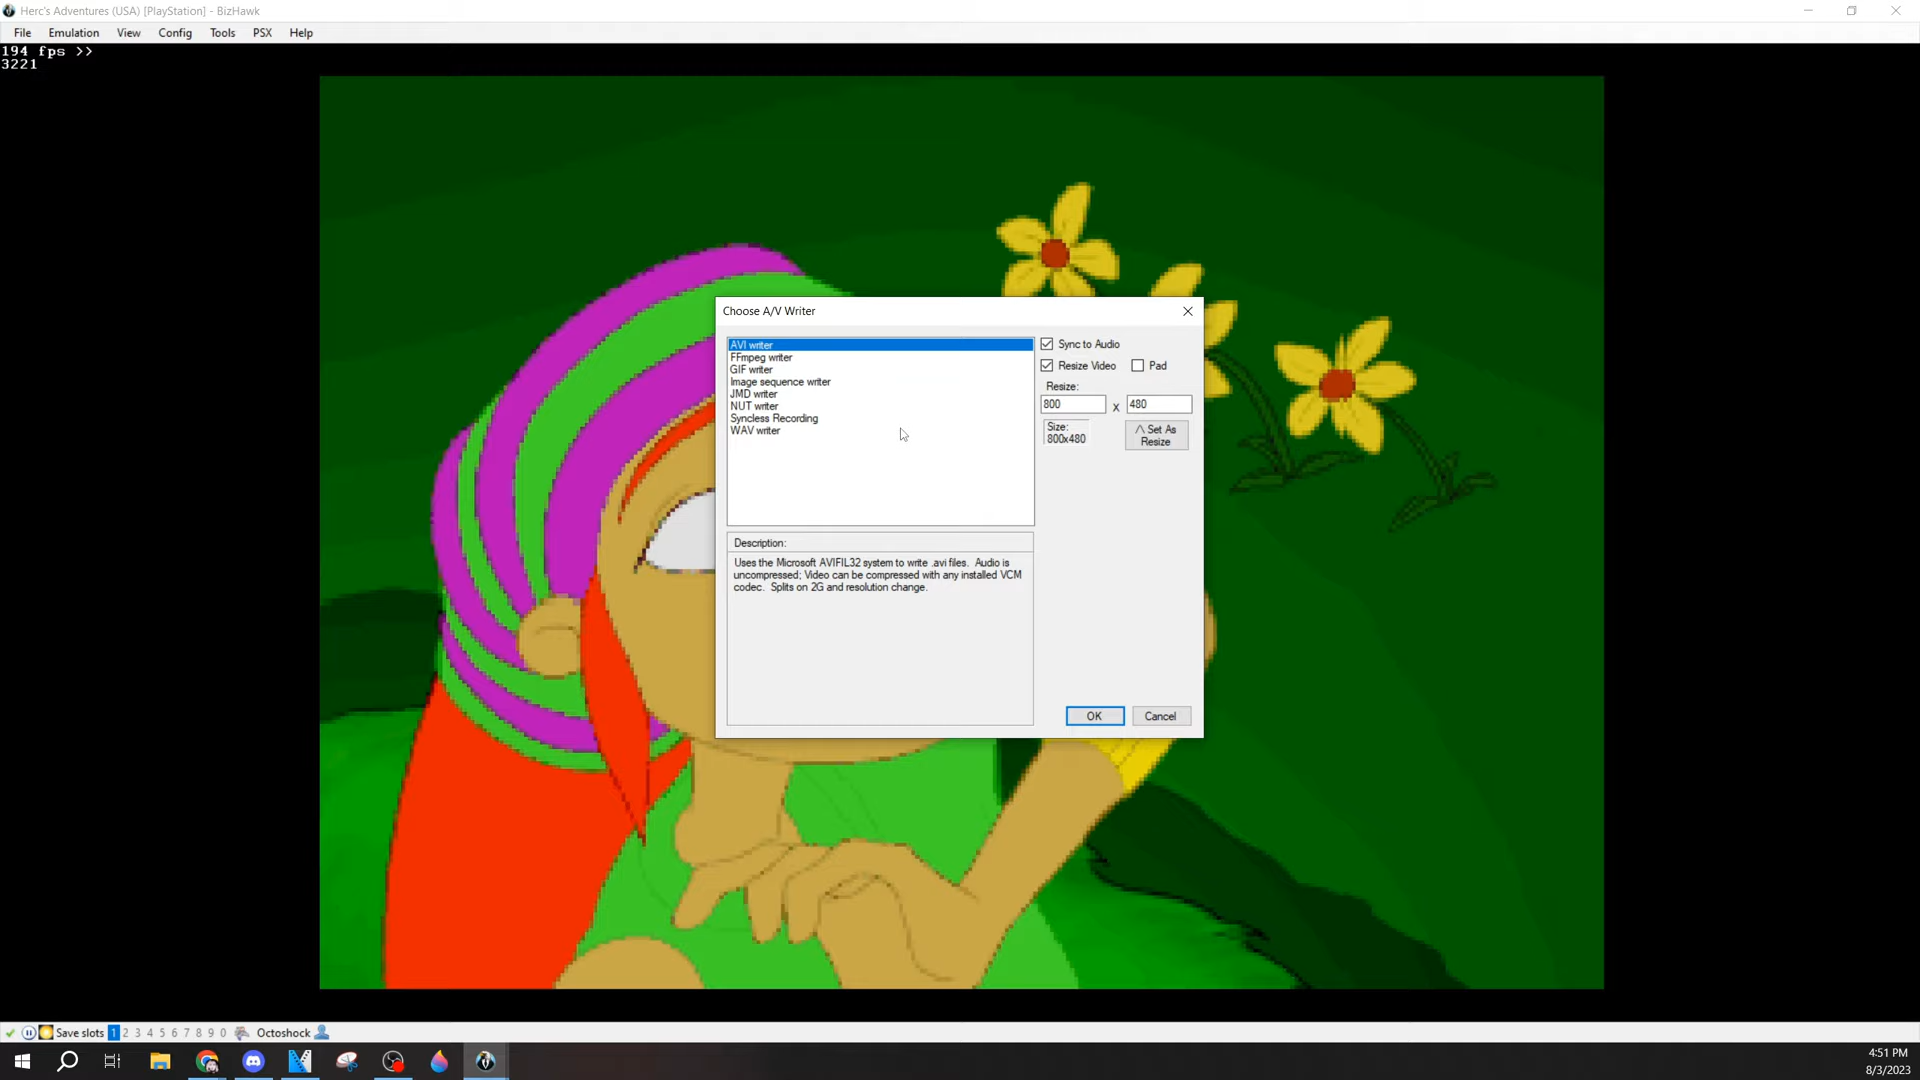 Herc's Adventures (USA) [PlayStation] - BizHawk
File Emulation View Config Tools PSX Help
194 fps >>
3221
Choose A/V Writer
AVI writer
FFmpeg writer
GIF writer
Image sequence writer
JMD writer
NUT writer
Syncless Recording
WAV writer
Sync to Audio
Resize Video
Pad
Resize:
800 x 480
Size:
800x480
/\ Set As
Resize
Description:
Uses the Microsoft AVIFIL32 system to write .avi files. Audio is
uncompressed; Video can be compressed with any installed VCM
codec. Splits on 2G and resolution change.
OK Cancel
Save slots 1 2 3 4 5 6 7 8 9 0 Octoshock
4:51 PM
8/3/2023